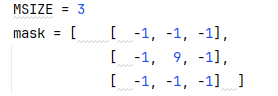 MSIZE = 3
mask = [    [  -1, -1, -1],
            [  -1,  9, -1],
            [  -1, -1, -1]  ]